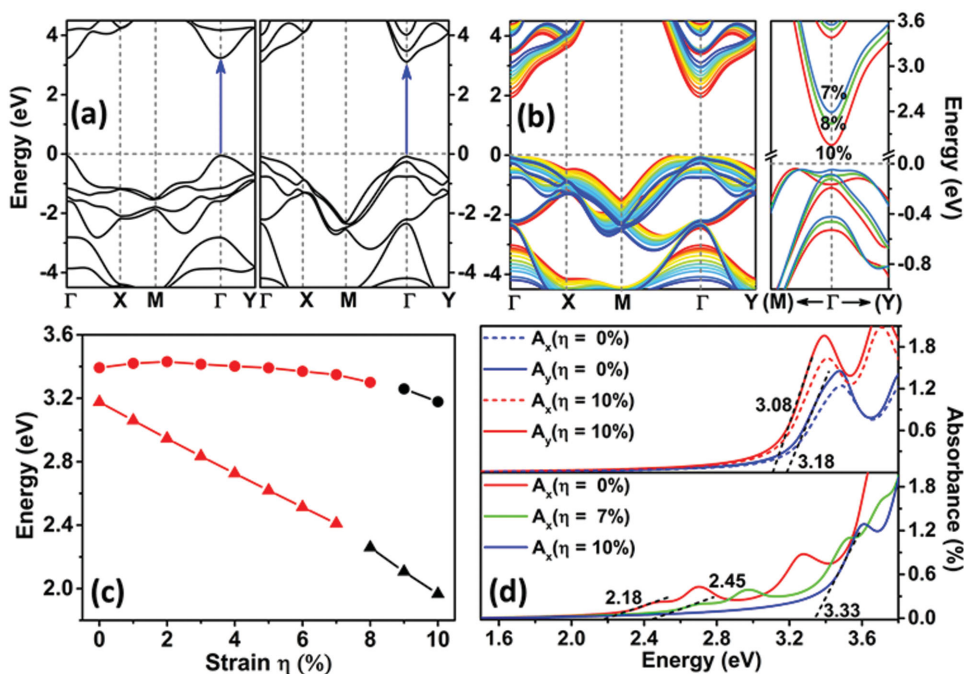 (a)
Energy (eV)
4
2
0
-2
-4
Γ X M Γ Y
Γ X M Γ Y
4
2
0
-2
-4
(b)
4
2
0
-2
-4
Γ X M Γ Y
7%
8%
10%
(M) ← Γ → (Y)
3.6
3.0
2.4
0.0
-0.4
-0.8
Energy (eV)
(c)
Energy (eV)
3.6
3.2
2.8
2.4
2.0
0 2 4 6 8 10
Strain η (%)
(d)
Ax(η = 0%)
Ay(η = 0%)
Ax(η = 10%)
Ay(η = 10%)
3.08
3.18
1.8
1.2
0.6
Ax(η = 0%)
Ax(η = 7%)
Ax(η = 10%)
2.18
2.45
3.33
1.8
1.2
0.6
0.0
Absorbance (%)
1.6 2.0 2.4 2.8 3.2 3.6
Energy (eV)